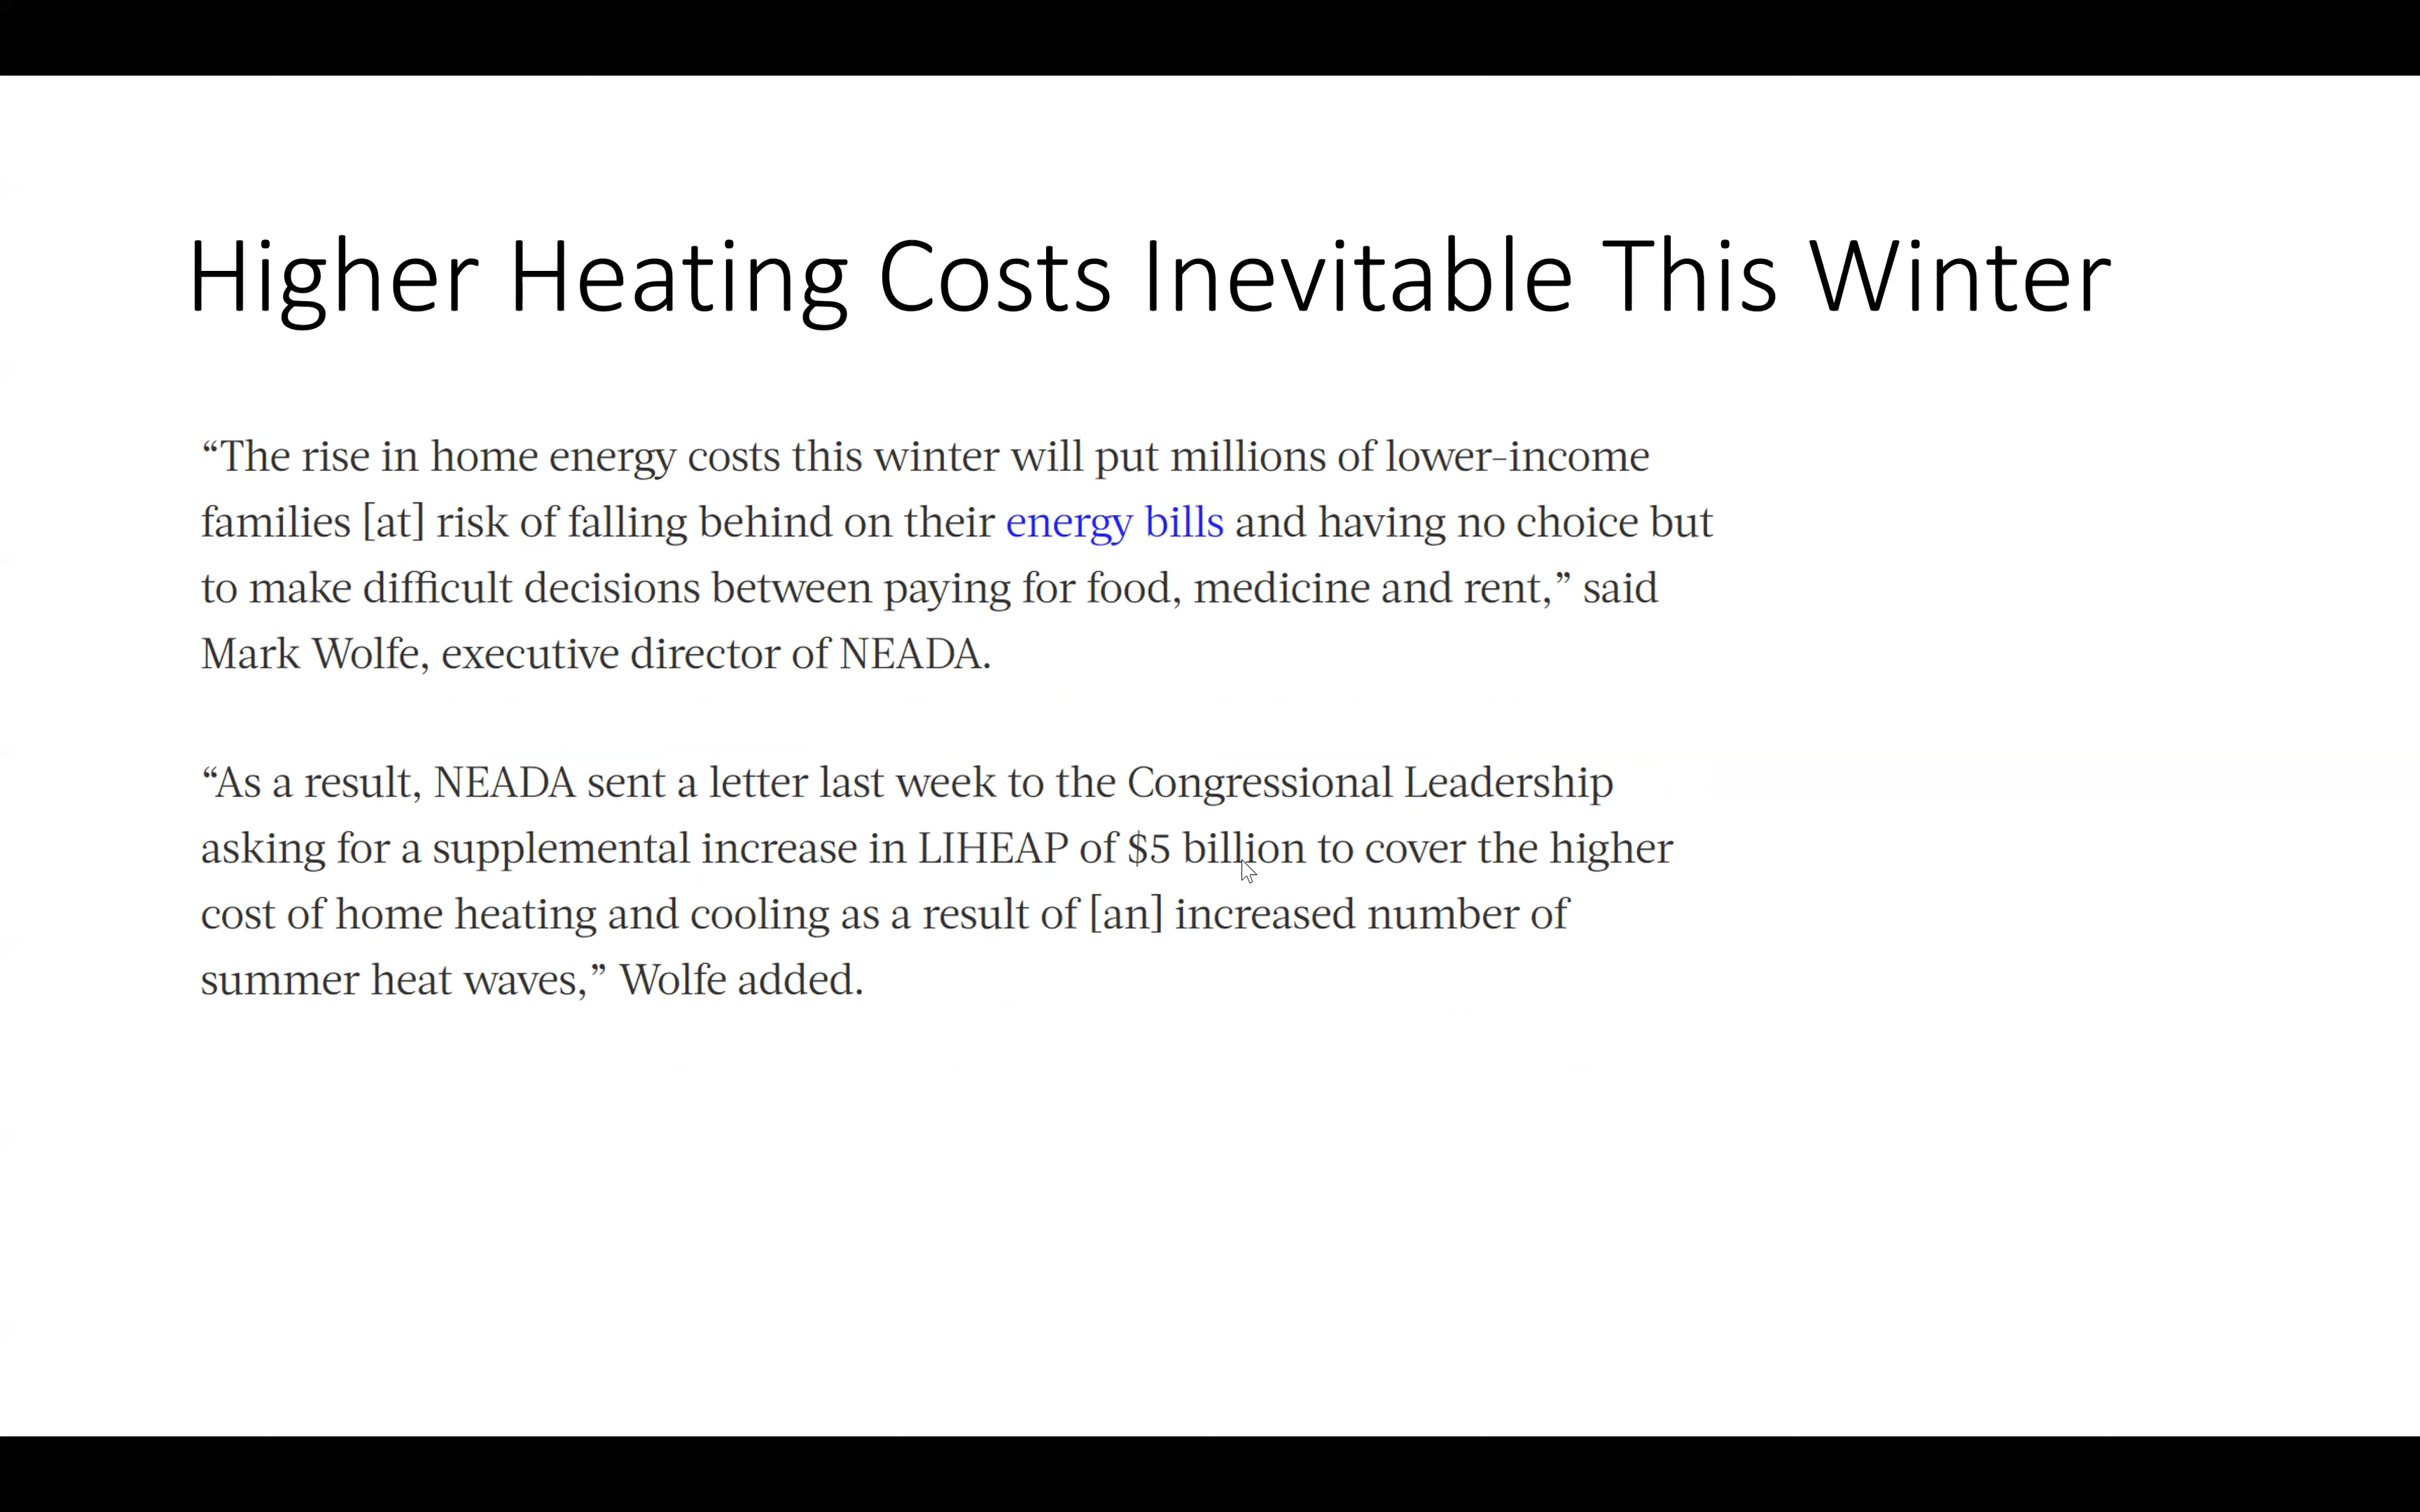 Higher Heating Costs Inevitable This Winter
“The rise in home energy costs this winter will put millions of lower-income
families [at] risk of falling behind on their energy bills and having no choice but
to make difficult decisions between paying for food, medicine and rent,” said
Mark Wolfe, executive director of NEADA.
“As a result, NEADA sent a letter last week to the Congressional Leadership
asking for a supplemental increase in LIHEAP of $5 billion to cover the higher
cost of home heating and cooling as a result of [an] increased number of
summer heat waves,” Wolfe added.